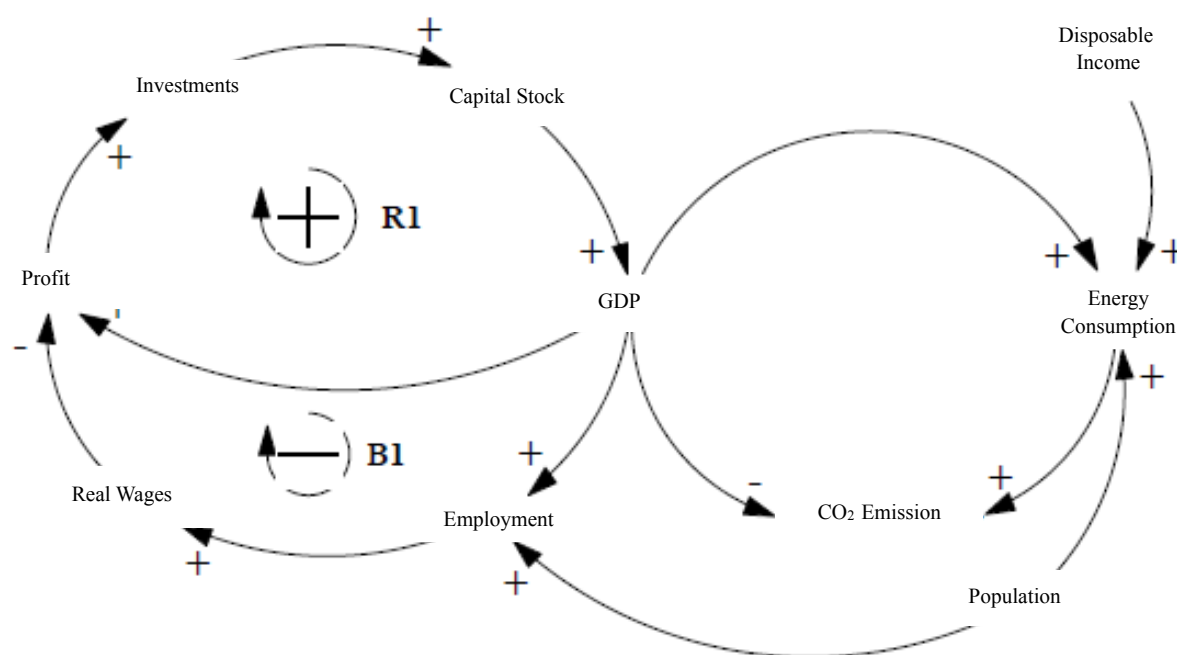 +
Disposable
Income
Investments
Capital Stock
+
R1
+
+
+
Profit
GDP
Energy
Consumption
-
+
B1
+
-
+
Real Wages
Employment
CO₂ Emission
+
+
Population